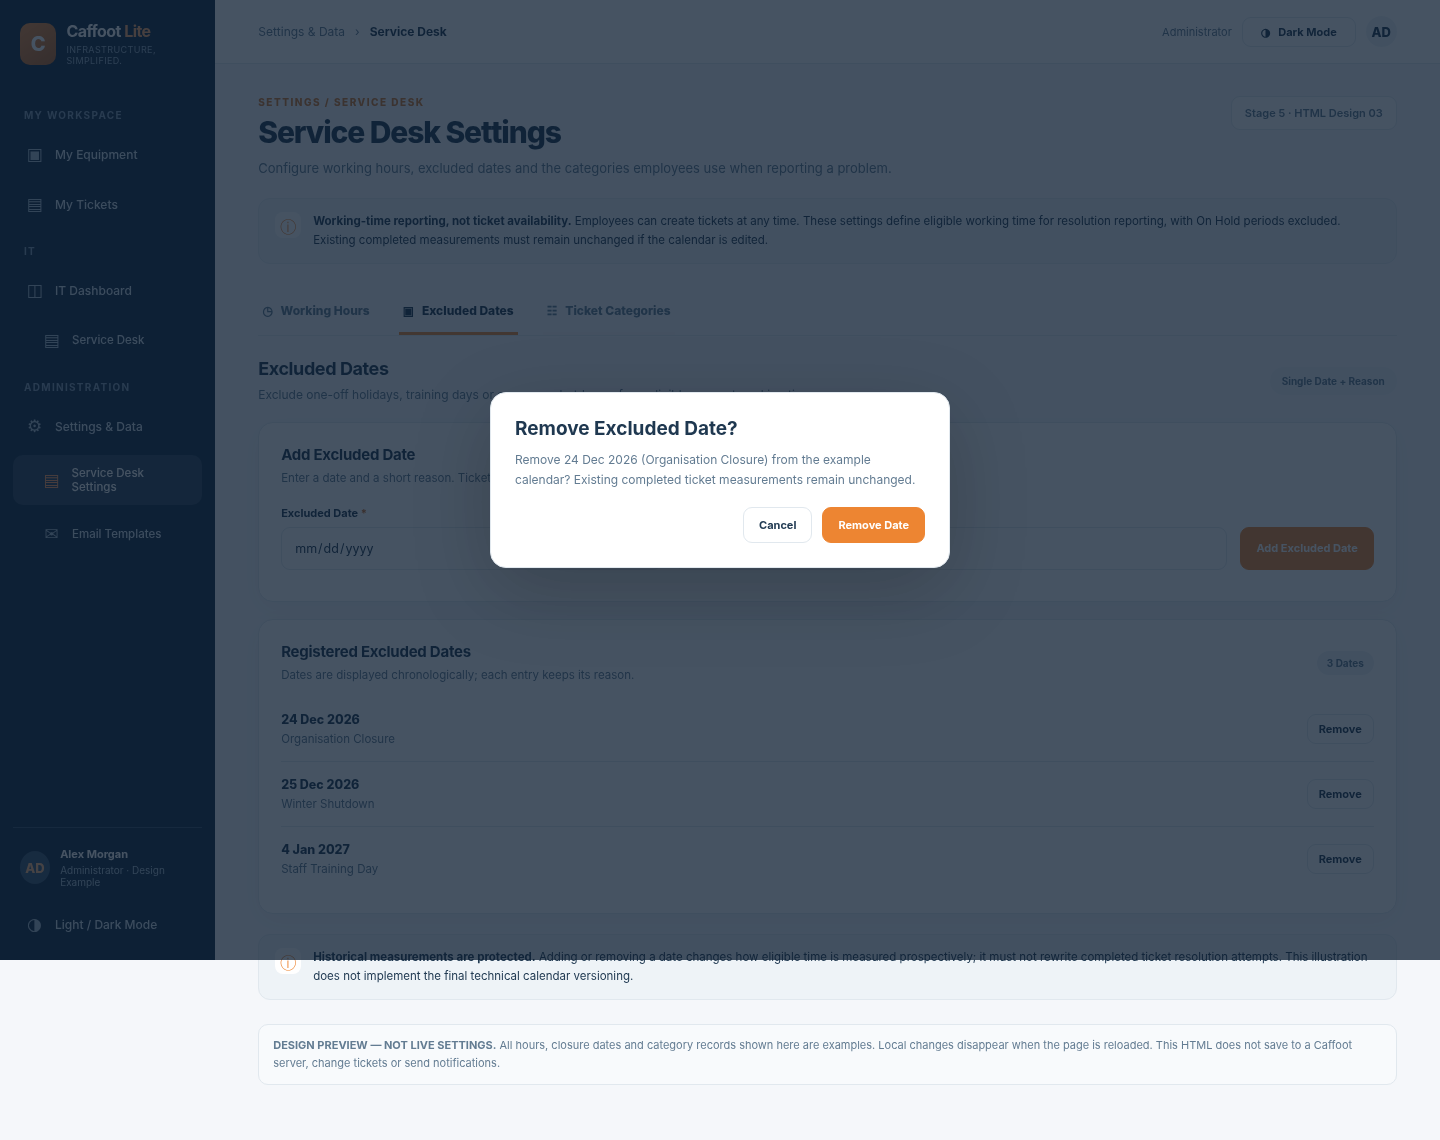 C
Caffoot Lite
INFRASTRUCTURE,
SIMPLIFIED.
MY WORKSPACE
My Equipment
My Tickets
IT
IT Dashboard
Service Desk
ADMINISTRATION
Settings & Data
Service Desk
Settings
Email Templates
AD
Alex Morgan
Administrator · Design
Example
Light / Dark Mode
Settings & Data › Service Desk
Administrator
Dark Mode
AD
SETTINGS / SERVICE DESK
Service Desk Settings
Stage 5 · HTML Design 03
Configure working hours, excluded dates and the categories employees use when reporting a problem.
Working-time reporting, not ticket availability. Employees can create tickets at any time. These settings define eligible working time for resolution reporting, with On Hold periods excluded.
Existing completed measurements must remain unchanged if the calendar is edited.
Working Hours
Excluded Dates
Ticket Categories
Excluded Dates
Exclude one-off holidays, training days or
Single Date + Reason
Add Excluded Date
Enter a date and a short reason. Ticket
Excluded Date *
mm/dd/yyyy
Add Excluded Date
Remove Excluded Date?
Remove 24 Dec 2026 (Organisation Closure) from the example
calendar? Existing completed ticket measurements remain unchanged.
Cancel
Remove Date
Registered Excluded Dates
Dates are displayed chronologically; each entry keeps its reason.
3 Dates
24 Dec 2026
Organisation Closure
Remove
25 Dec 2026
Winter Shutdown
Remove
4 Jan 2027
Staff Training Day
Remove
Historical measurements are protected. Adding or removing a date changes how eligible time is measured prospectively; it must not rewrite completed ticket resolution attempts. This illustration
does not implement the final technical calendar versioning.
DESIGN PREVIEW — NOT LIVE SETTINGS. All hours, closure dates and category records shown here are examples. Local changes disappear when the page is reloaded. This HTML does not save to a Caffoot
server, change tickets or send notifications.